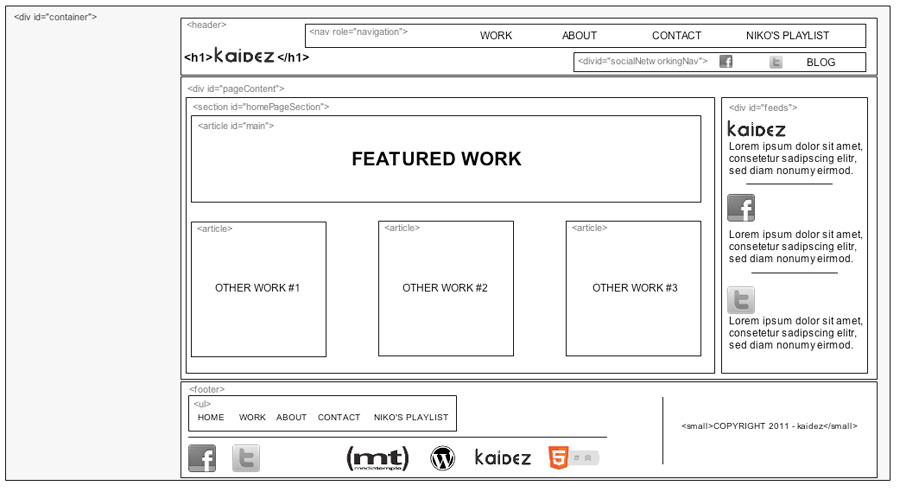 <div id="container">
<header>
<nav role="navigation">
WORK ABOUT CONTACT NIKO'S PLAYLIST
<h1>kaidez</h1>
<divid="socialNetw orkingNav"> f t BLOG
<div id="pageContent">
<section id="homePageSection">
<article id="main">
FEATURED WORK
<article>
OTHER WORK #1
<article>
OTHER WORK #2
<article>
OTHER WORK #3
<div id="feeds">
kaidez
Lorem ipsum dolor sit amet,
consetetur sadipscing elitr,
sed diam nonumy eirmod.
f
Lorem ipsum dolor sit amet,
consetetur sadipscing elitr,
sed diam nonumy eirmod.
t
Lorem ipsum dolor sit amet,
consetetur sadipscing elitr,
sed diam nonumy eirmod.
<footer>
<ul>
HOME WORK ABOUT CONTACT NIKO'S PLAYLIST
f t (mt) mediatemple W kaidez 5
<small>COPYRIGHT 2011 - kaidez</small>